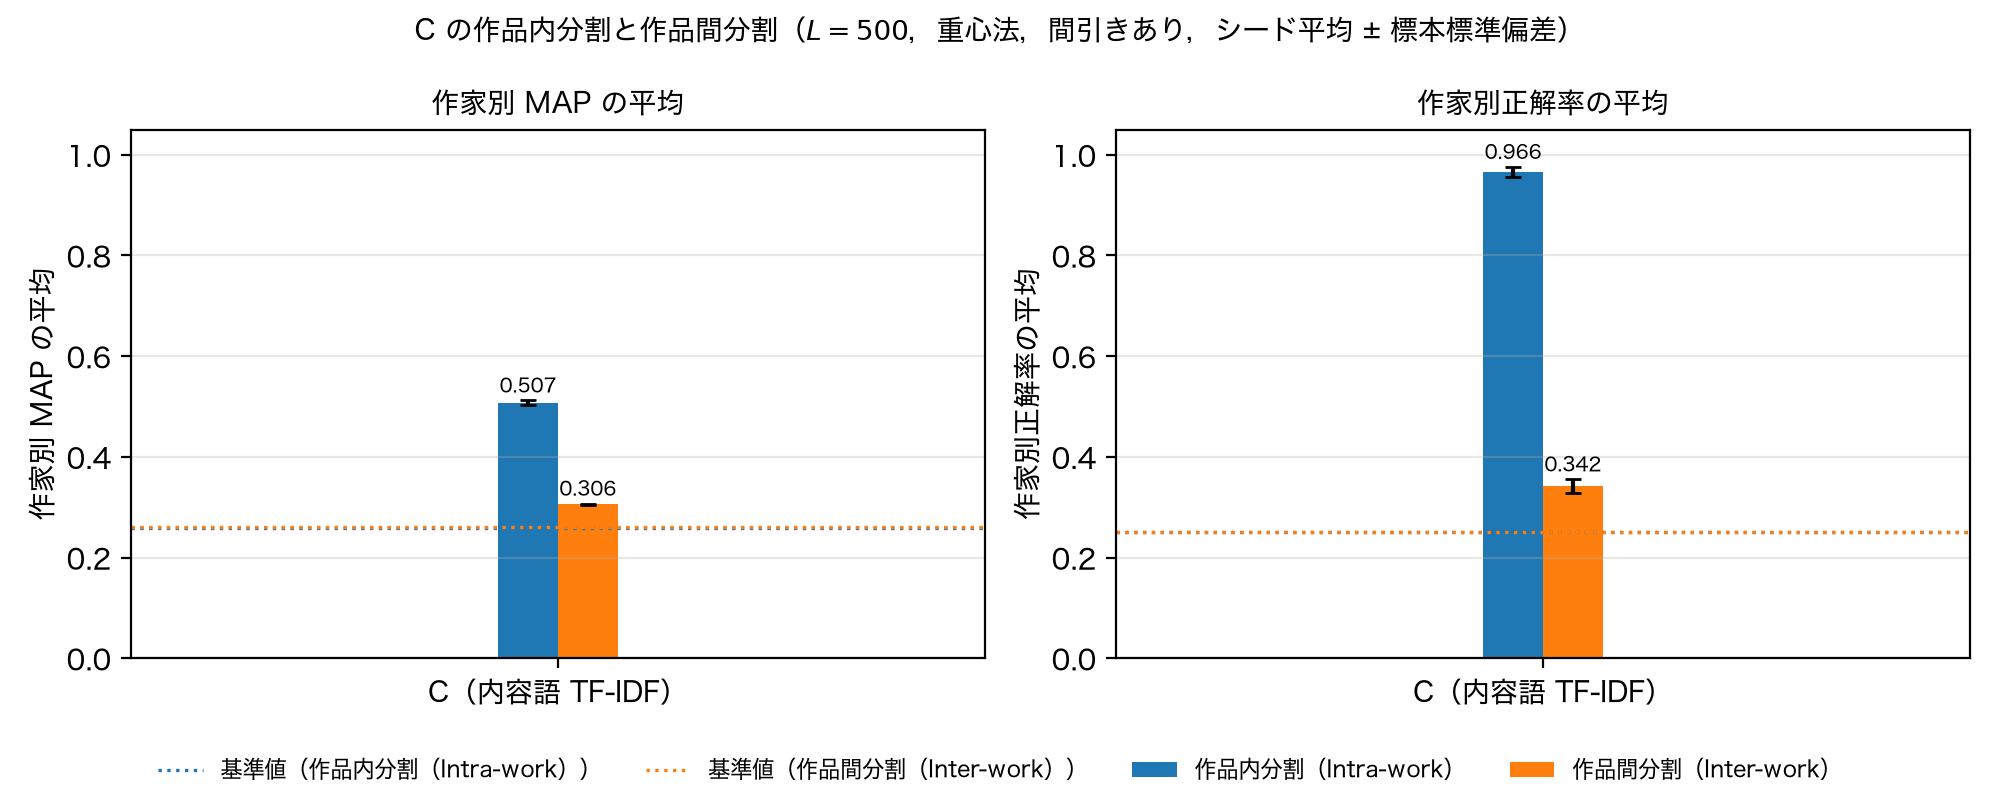 C の作品内分割と作品間分割（L = 500，重心法，間引きあり，シード平均 ± 標本標準偏差）
作家別 MAP の平均
作家別 MAP の平均
1.0
0.8
0.6
0.4
0.2
0.0
0.507
0.306
C（内容語 TF-IDF）
作家別正解率の平均
作家別正解率の平均
1.0
0.8
0.6
0.4
0.2
0.0
0.966
0.342
C（内容語 TF-IDF）
基準値（作品内分割（Intra-work））
基準値（作品間分割（Inter-work））
作品内分割（Intra-work）
作品間分割（Inter-work）